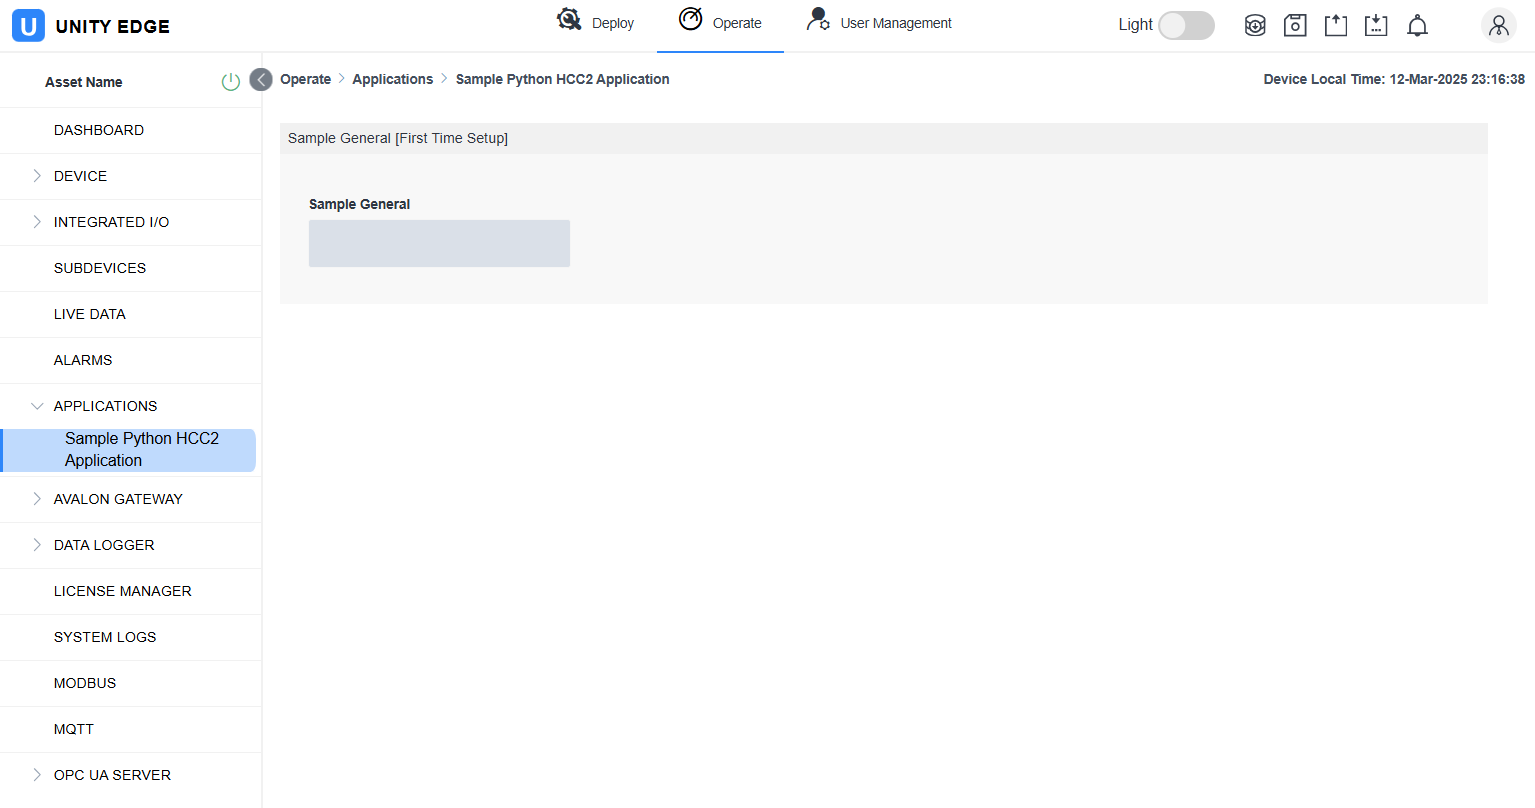 U UNITY EDGE
Deploy
Operate
User Management
Light
Asset Name
Operate > Applications > Sample Python HCC2 Application
Device Local Time: 12-Mar-2025 23:16:38
DASHBOARD
DEVICE
INTEGRATED I/O
SUBDEVICES
LIVE DATA
ALARMS
APPLICATIONS
Sample Python HCC2
Application
AVALON GATEWAY
DATA LOGGER
LICENSE MANAGER
SYSTEM LOGS
MODBUS
MQTT
OPC UA SERVER
Sample General [First Time Setup]
Sample General